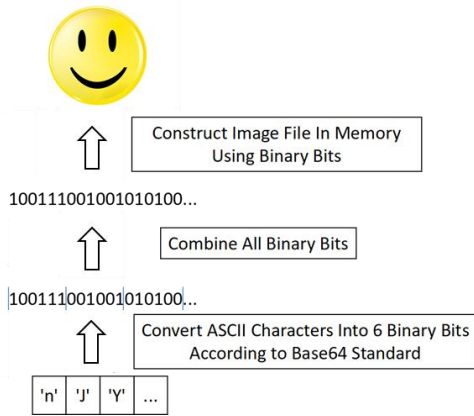 Construct Image File In Memory
Using Binary Bits
100111001001010100...
Combine All Binary Bits
100111001001010100...
Convert ASCII Characters Into 6 Binary Bits
According to Base64 Standard
'n' 'J' 'Y' ...